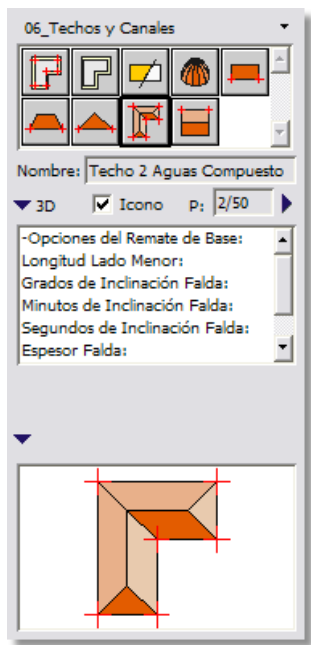 06_Techos y Canales
Nombre: Techo 2 Aguas Compuesto
3D Icono P: 2/50
-Opciones del Remate de Base:
Longitud Lado Menor:
Grados de Inclinación Falda:
Minutos de Inclinación Falda:
Segundos de Inclinación Falda:
Espesor Falda: